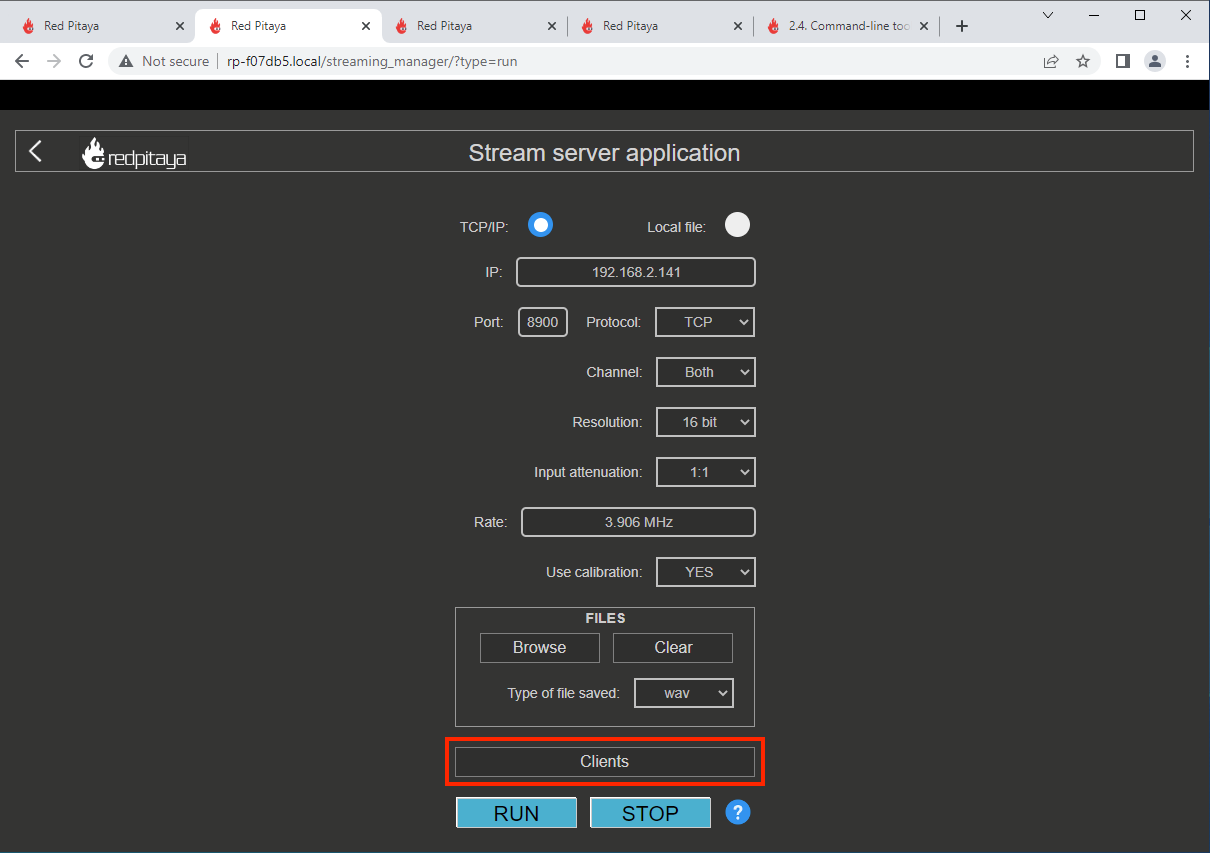 Red Pitaya
Red Pitaya
Red Pitaya
Red Pitaya
2.4. Command-line too
Not secure
rp-f07db5.local/streaming_manager/?type=run
redpitaya
Stream server application
TCP/IP:
Local file:
IP:
192.168.2.141
Port:
8900
Protocol:
TCP
Channel:
Both
Resolution:
16 bit
Input attenuation:
1:1
Rate:
3.906 MHz
Use calibration:
YES
FILES
Browse
Clear
Type of file saved:
wav
Clients
RUN
STOP
?